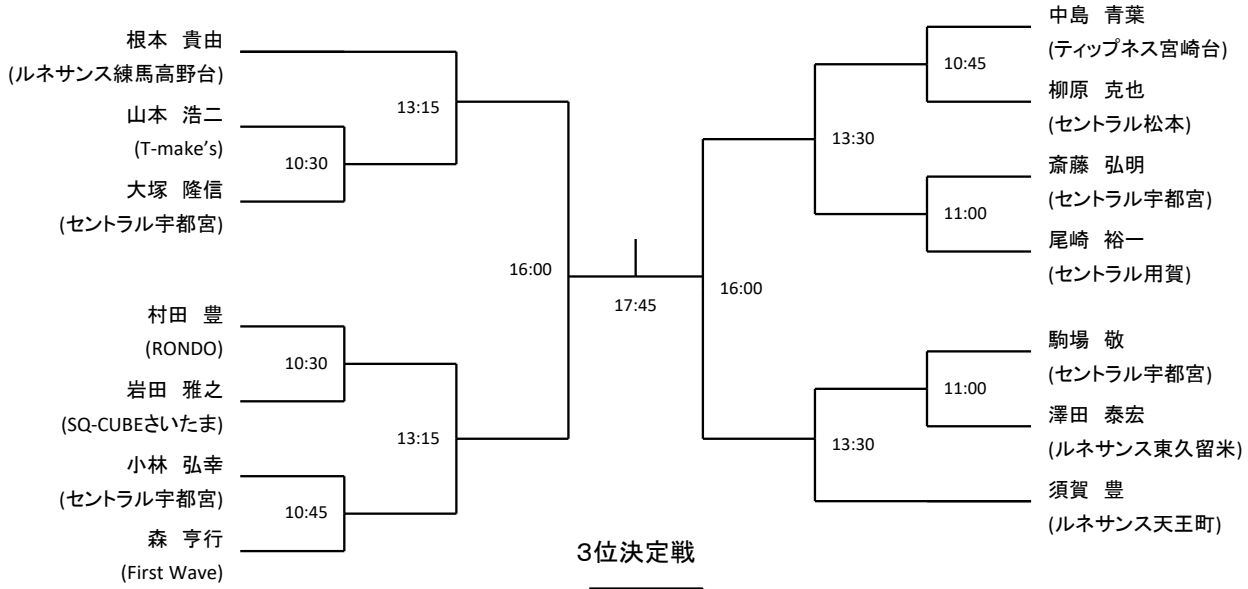 根本 貴由
(ルネサンス練馬高野台)
山本 浩二
(T-make's)
大塚 隆信
(セントラル宇都宮)
13:15
10:30
16:00
村田 豊
(RONDO)
岩田 雅之
(SQ-CUBEさいたま)
小林 弘幸
(セントラル宇都宮)
森 亨行
(First Wave)
10:30
13:15
10:45
17:45
中島 青葉
(ティップネス宮崎台)
柳原 克也
(セントラル松本)
斎藤 弘明
(セントラル宇都宮)
尾崎 裕一
(セントラル用賀)
10:45
13:30
11:00
16:00
駒場 敬
(セントラル宇都宮)
澤田 泰宏
(ルネサンス東久留米)
須賀 豊
(ルネサンス天王町)
11:00
13:30
3位決定戦